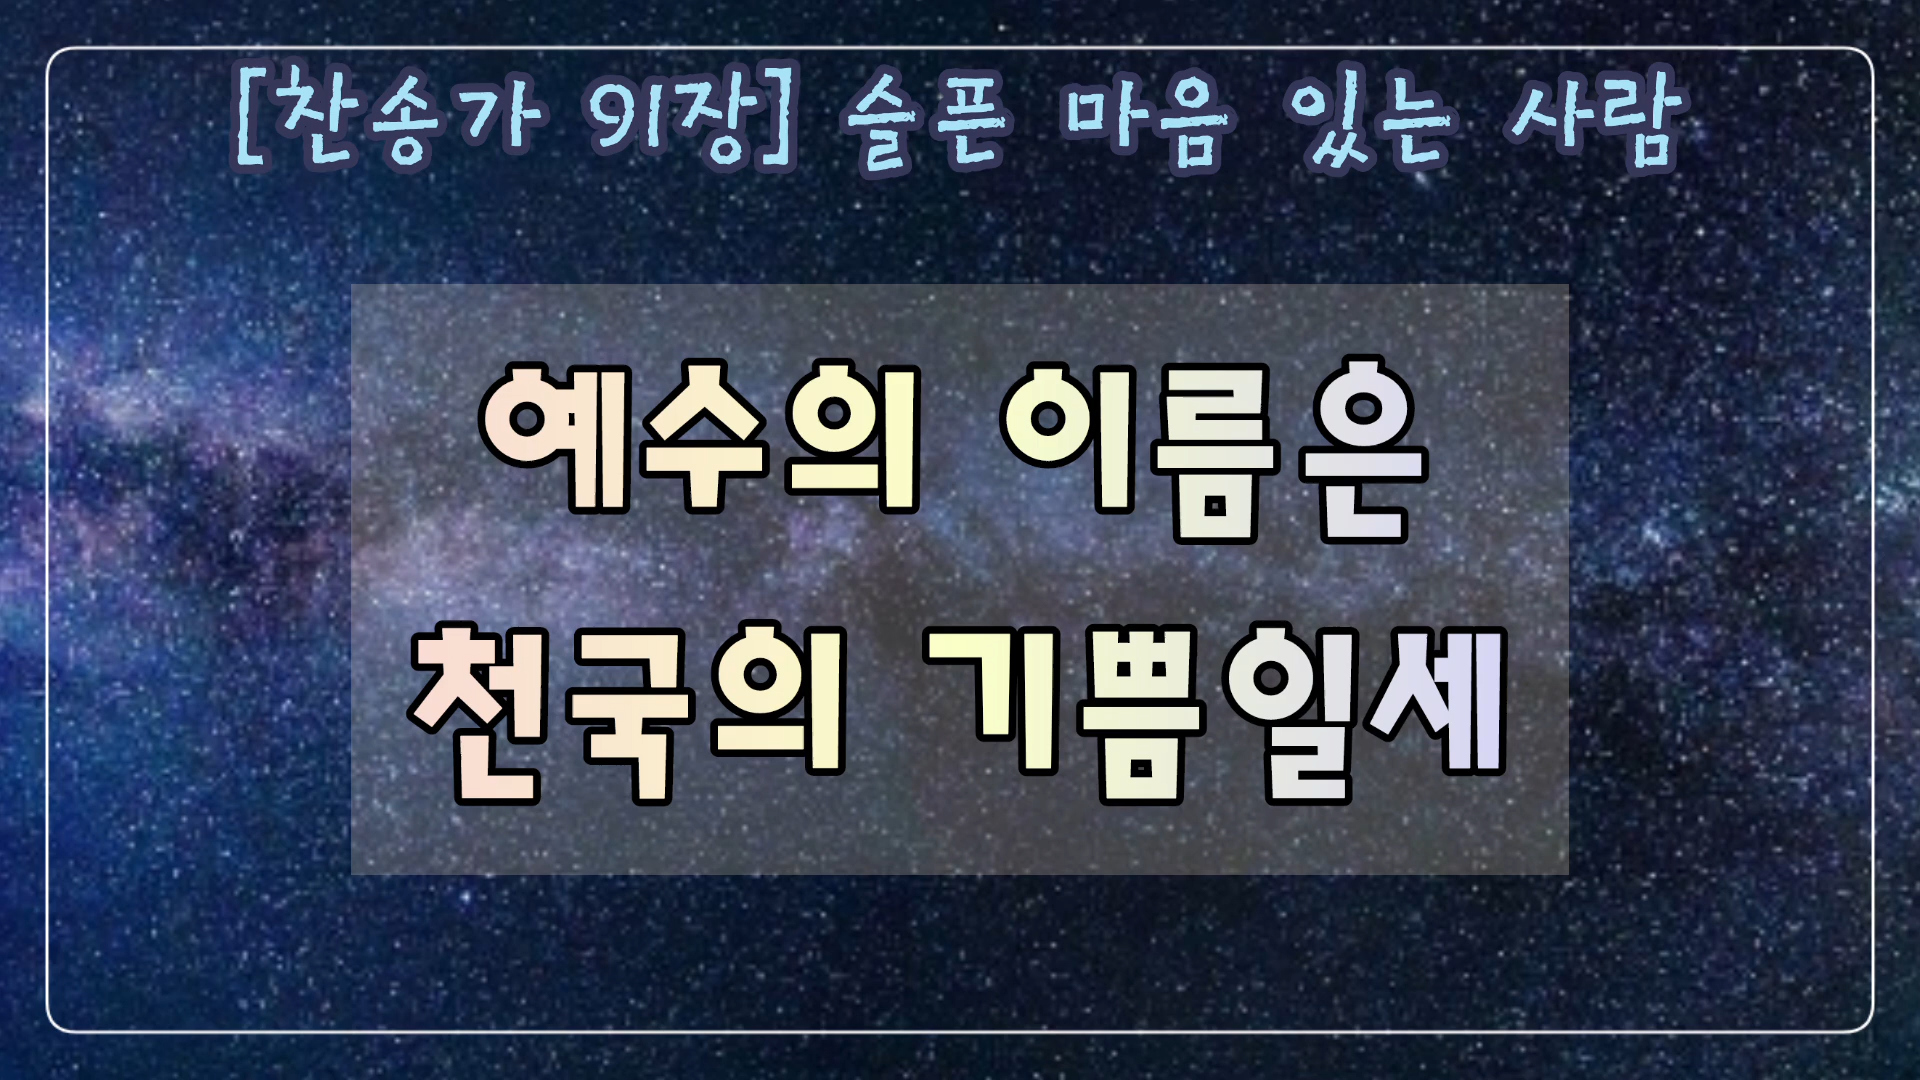 [찬송가 91장] 슬픈 마음 있는 사람
예수의 이름은
천국의 기쁨일세